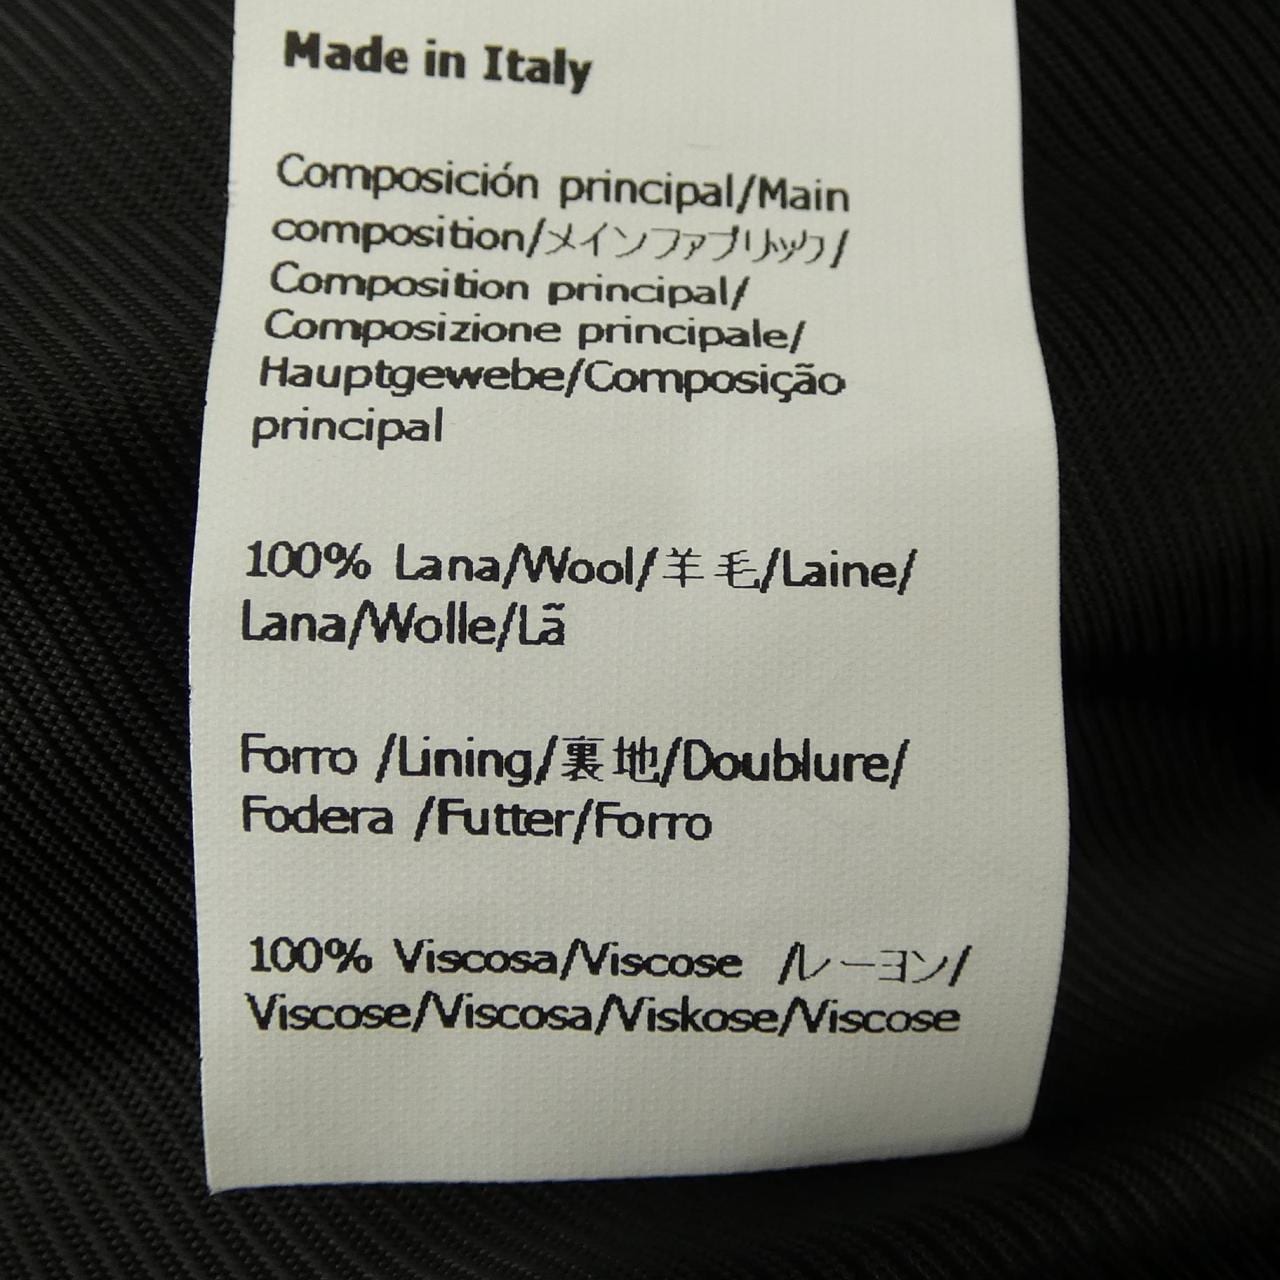 Made in Italy
Composición principal/Main
composition/メインファブリック/
Composition principal/
Composizione principale/
Hauptgewebe/Composição
principal
100% Lana/Wool/羊毛/Laine/
Lana/Wolle/Lã
Forro /Lining/裏地/Doublure/
Fodera /Futter/Forro
100% Viscosa/Viscose /レーヨン/
Viscose/Viscosa/Viskose/Viscose